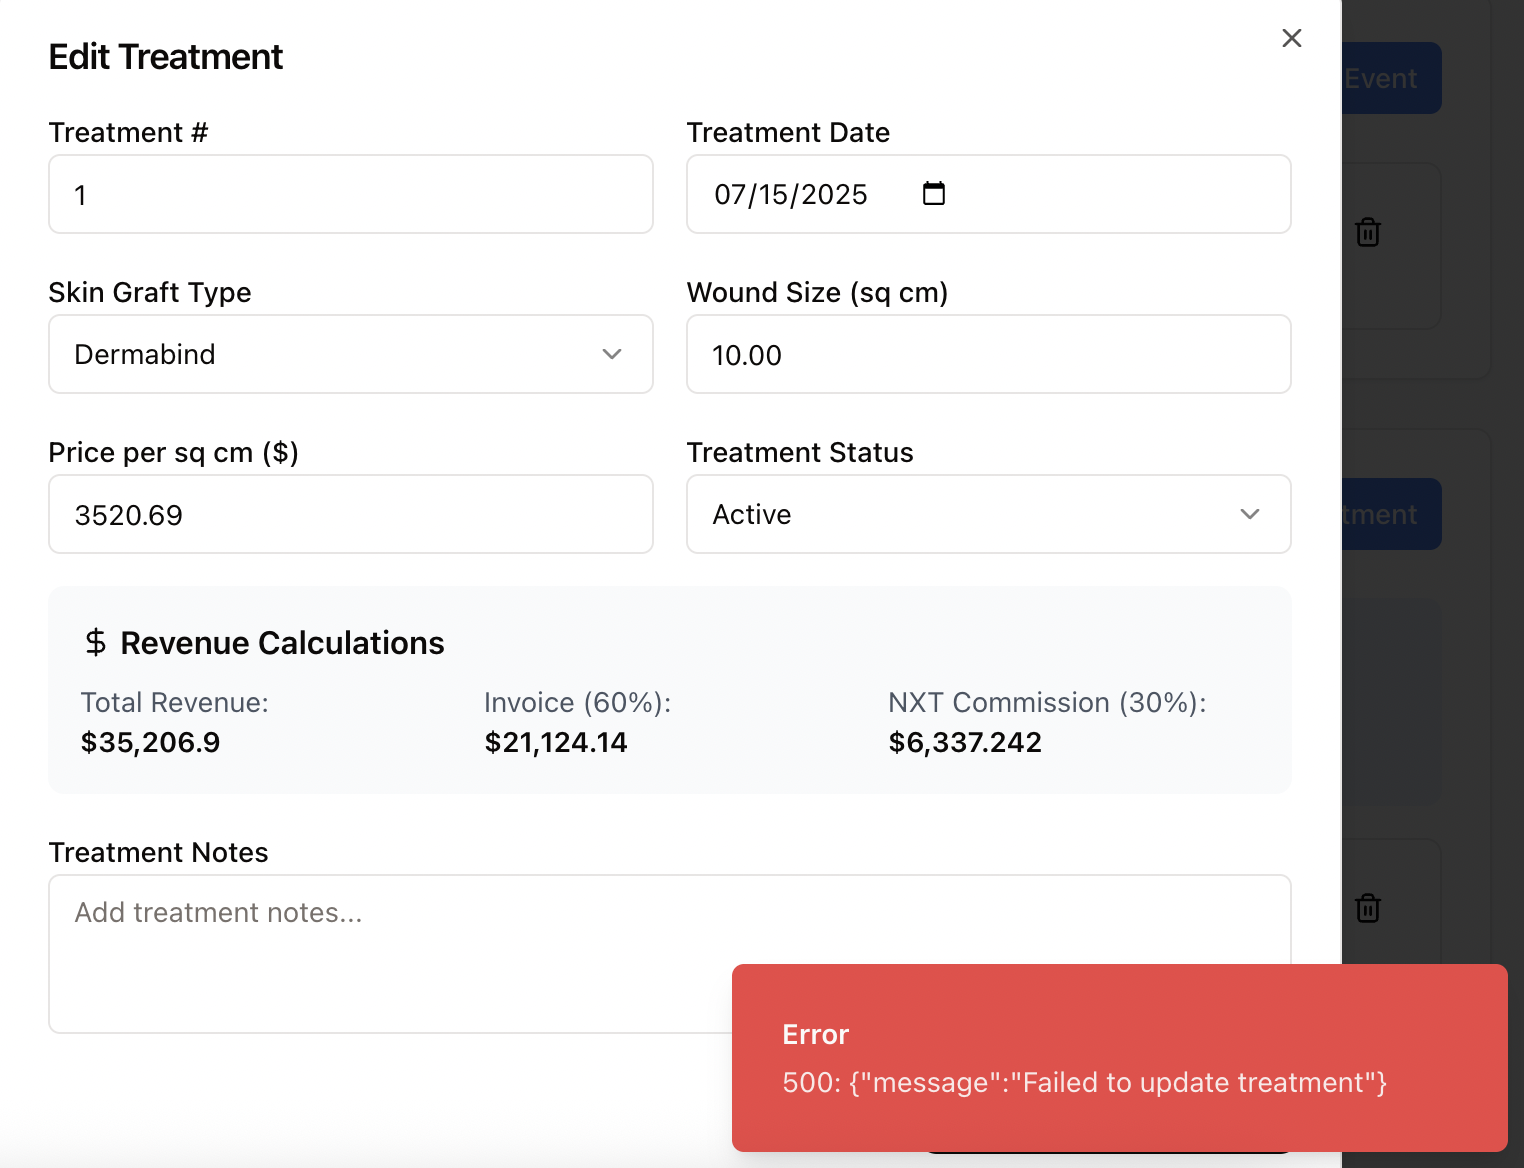 Edit Treatment
Event
Treatment #
Treatment Date
1
07/15/2025
Skin Graft Type
Wound Size (sq cm)
Dermabind
10.00
Price per sq cm ($)
Treatment Status
3520.69
Active
tment
$ Revenue Calculations
Total Revenue:
Invoice (60%):
NXT Commission (30%):
$35,206.9
$21,124.14
$6,337.242
Treatment Notes
Add treatment notes...
Error
500: {"message":"Failed to update treatment"}